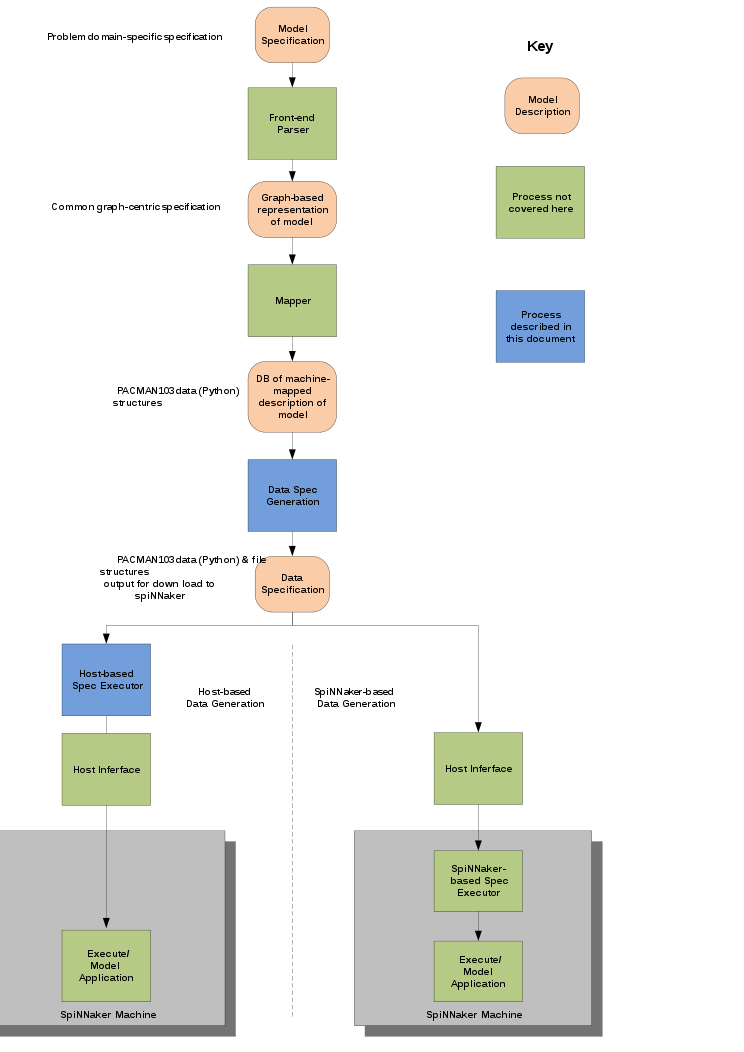 Problem domain-specific specification
Model
Specification
Key
Model
Description
Front-end
Parser
Process not
covered here
Common graph-centric specification
Graph-based
representation
of model
Mapper
Process
described in
this document
PACMAN103 data (Python)
structures
DB of machine-
mapped
description of
model
Data Spec
Generation
PACMAN103 data (Python) & file
structures
output for down load to
spiNNaker
Data
Specification
Host-based
Spec Executor
Host-based
Data Generation
SpiNNaker-based
Data Generation
Host Inferface
Host Inferface
SpiNNaker-
based Spec
Executor
Execute/
Model
Application
Execute/
Model
Application
SpiNNaker Machine
SpiNNaker Machine